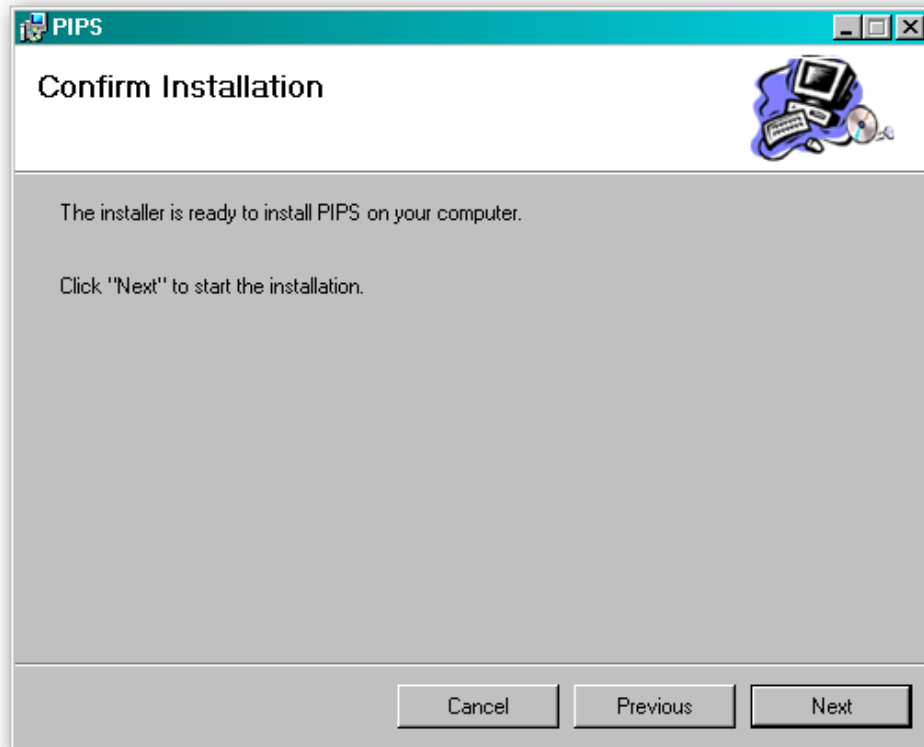 PIPS
Confirm Installation
The installer is ready to install PIPS on your computer.
Click "Next" to start the installation.
Cancel Previous Next